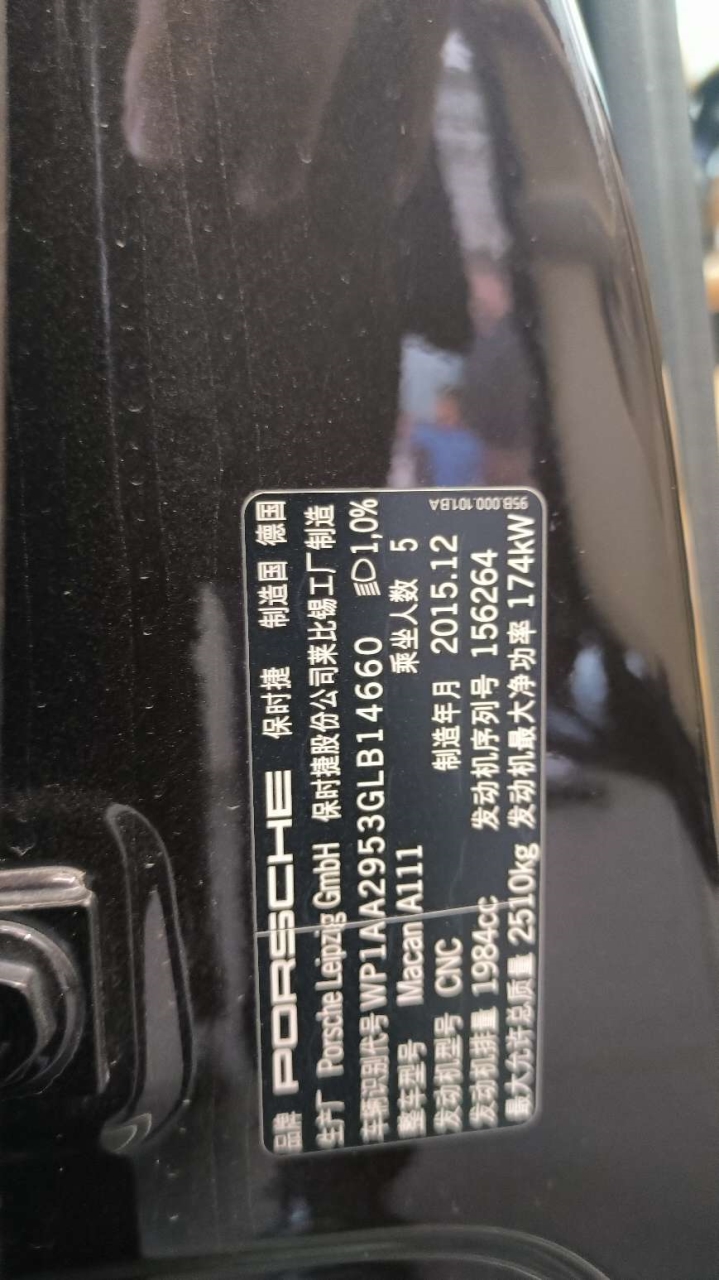 品牌 PORSCHE 保时捷 制造国 德国
生产厂 Porsche Leipzig GmbH 保时捷股份公司莱比锡工厂制造
车辆识别代号 WP1AA2953GLB14660 1,0%
整车型号 Macan A111 乘坐人数 5
发动机型号 CNC 制造年月 2015.12
发动机排量 1984cc 发动机序列号 156264
最大允许总质量 2510kg 发动机最大净功率 174kW
95B.000.101.BA